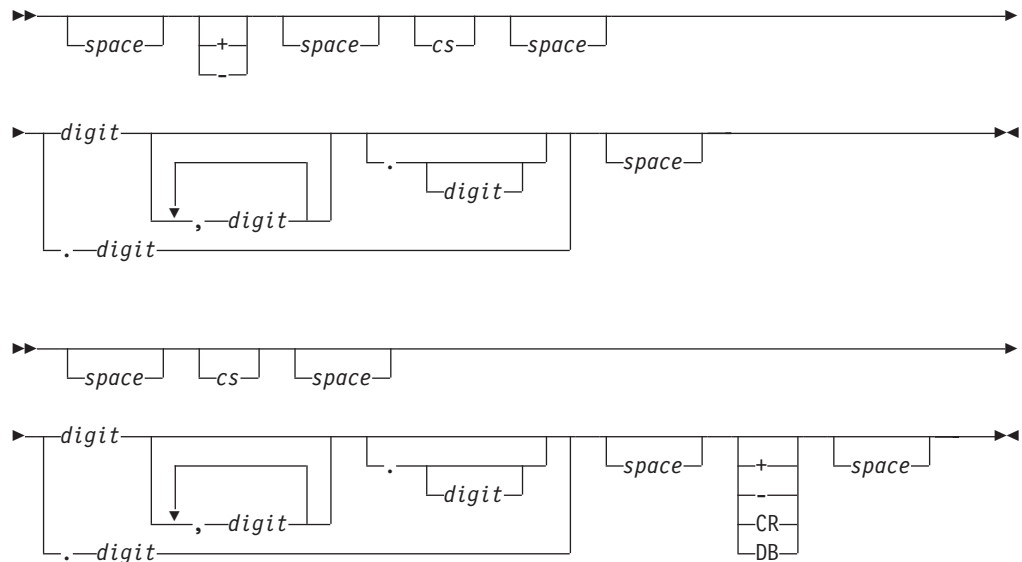 space + space cs space
-
digit .
digit space
, digit
. digit
space cs space
digit .
digit space + space
, digit -
CR
. digit DB